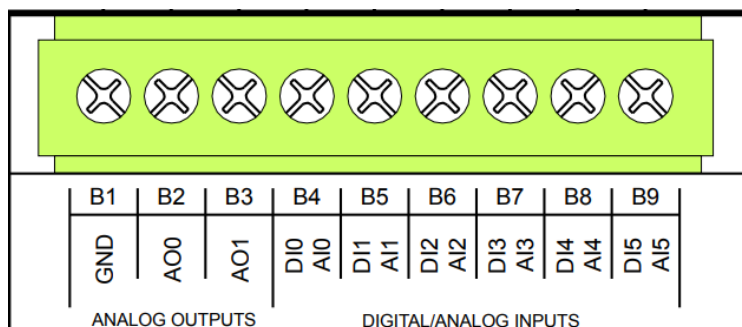 B1 B2 B3 B4 B5 B6 B7 B8 B9
GND AO0 AO1 DI0 AI0 DI1 AI1 DI2 AI2 DI3 AI3 DI4 AI4 DI5 AI5
ANALOG OUTPUTS DIGITAL/ANALOG INPUTS